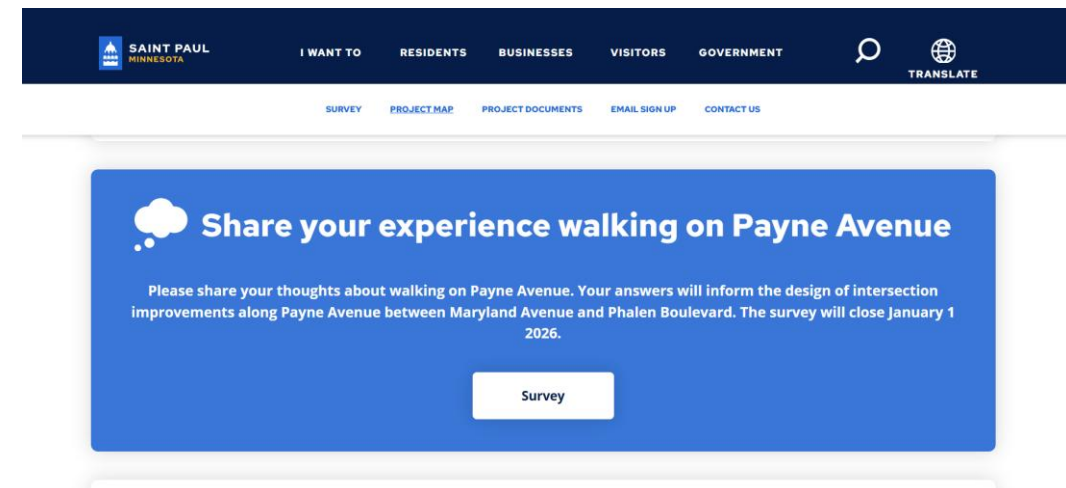 SAINT PAUL
MINNESOTA
I WANT TO
RESIDENTS
BUSINESSES
VISITORS
GOVERNMENT
TRANSLATE
SURVEY
PROJECT MAP
PROJECT DOCUMENTS
EMAIL SIGN UP
CONTACT US
Share your experience walking on Payne Avenue
Please share your thoughts about walking on Payne Avenue. Your answers will inform the design of intersection
improvements along Payne Avenue between Maryland Avenue and Phalen Boulevard. The survey will close January 1
2026.
Survey